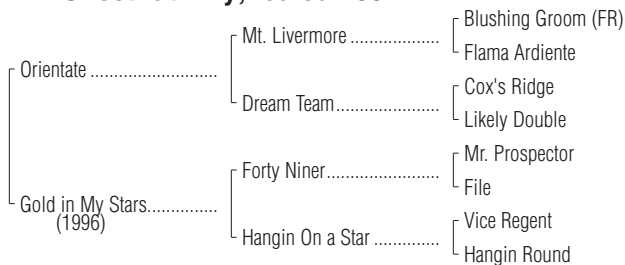 Blushing Groom (FR)
Mt. Livermore ....................
Flama Ardiente
Orientate ............................
Cox's Ridge
Dream Team.......................
Likely Double
Mr. Prospector
Forty Niner.........................
File
Gold in My Stars...............
(1996)
Vice Regent
Hangin On a Star ...............
Hangin Round